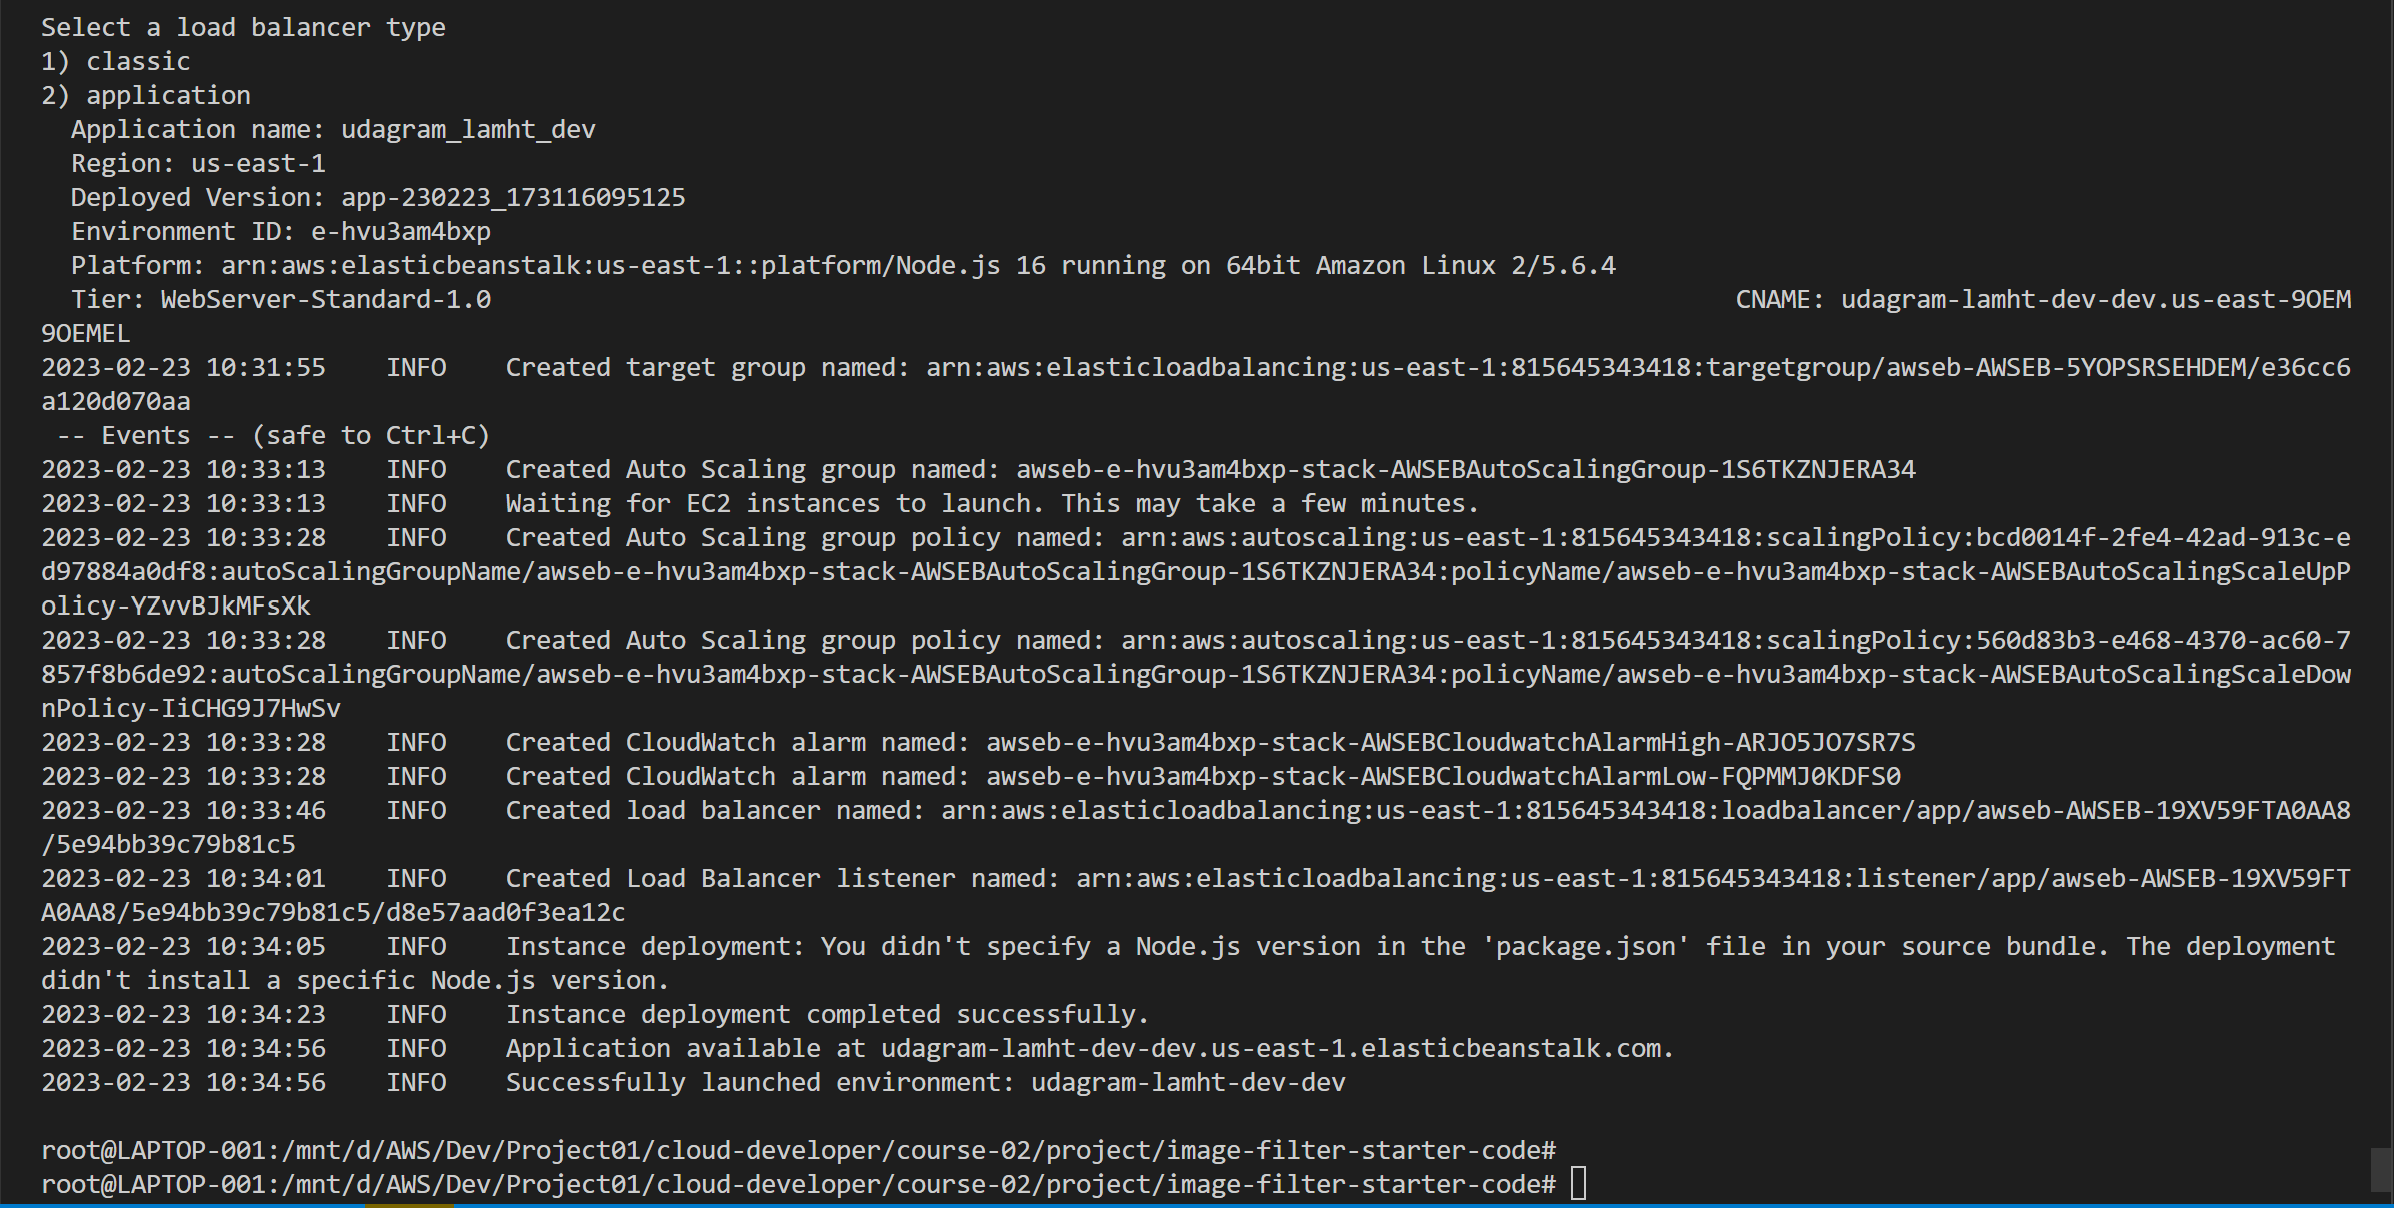 Select a load balancer type
1) classic
2) application
  Application name: udagram_lamht_dev
  Region: us-east-1
  Deployed Version: app-230223_173116095125
  Environment ID: e-hvu3am4bxp
  Platform: arn:aws:elasticbeanstalk:us-east-1::platform/Node.js 16 running on 64bit Amazon Linux 2/5.6.4
  Tier: WebServer-Standard-1.0 CNAME: udagram-lamht-dev-dev.us-east-9OEM
9OEMEL
2023-02-23 10:31:55    INFO    Created target group named: arn:aws:elasticloadbalancing:us-east-1:815645343418:targetgroup/awseb-AWSEB-5YOPSRSEHDEM/e36cc6
a120d070aa
 -- Events -- (safe to Ctrl+C)
2023-02-23 10:33:13    INFO    Created Auto Scaling group named: awseb-e-hvu3am4bxp-stack-AWSEBAutoScalingGroup-1S6TKZNJERA34
2023-02-23 10:33:13    INFO    Waiting for EC2 instances to launch. This may take a few minutes.
2023-02-23 10:33:28    INFO    Created Auto Scaling group policy named: arn:aws:autoscaling:us-east-1:815645343418:scalingPolicy:bcd0014f-2fe4-42ad-913c-e
d97884a0df8:autoScalingGroupName/awseb-e-hvu3am4bxp-stack-AWSEBAutoScalingGroup-1S6TKZNJERA34:policyName/awseb-e-hvu3am4bxp-stack-AWSEBAutoScalingScaleUpP
olicy-YZvvBJkMFsXk
2023-02-23 10:33:28    INFO    Created Auto Scaling group policy named: arn:aws:autoscaling:us-east-1:815645343418:scalingPolicy:560d83b3-e468-4370-ac60-7
857f8b6de92:autoScalingGroupName/awseb-e-hvu3am4bxp-stack-AWSEBAutoScalingGroup-1S6TKZNJERA34:policyName/awseb-e-hvu3am4bxp-stack-AWSEBAutoScalingScaleDow
nPolicy-IiCHG9J7HwSv
2023-02-23 10:33:28    INFO    Created CloudWatch alarm named: awseb-e-hvu3am4bxp-stack-AWSEBCloudwatchAlarmHigh-ARJO5JO7SR7S
2023-02-23 10:33:28    INFO    Created CloudWatch alarm named: awseb-e-hvu3am4bxp-stack-AWSEBCloudwatchAlarmLow-FQPMMJ0KDFS0
2023-02-23 10:33:46    INFO    Created load balancer named: arn:aws:elasticloadbalancing:us-east-1:815645343418:loadbalancer/app/awseb-AWSEB-19XV59FTA0AA8
/5e94bb39c79b81c5
2023-02-23 10:34:01    INFO    Created Load Balancer listener named: arn:aws:elasticloadbalancing:us-east-1:815645343418:listener/app/awseb-AWSEB-19XV59FT
A0AA8/5e94bb39c79b81c5/d8e57aad0f3ea12c
2023-02-23 10:34:05    INFO    Instance deployment: You didn't specify a Node.js version in the 'package.json' file in your source bundle. The deployment
didn't install a specific Node.js version.
2023-02-23 10:34:23    INFO    Instance deployment completed successfully.
2023-02-23 10:34:56    INFO    Application available at udagram-lamht-dev-dev.us-east-1.elasticbeanstalk.com.
2023-02-23 10:34:56    INFO    Successfully launched environment: udagram-lamht-dev-dev
root@LAPTOP-001:/mnt/d/AWS/Dev/Project01/cloud-developer/course-02/project/image-filter-starter-code#
root@LAPTOP-001:/mnt/d/AWS/Dev/Project01/cloud-developer/course-02/project/image-filter-starter-code#